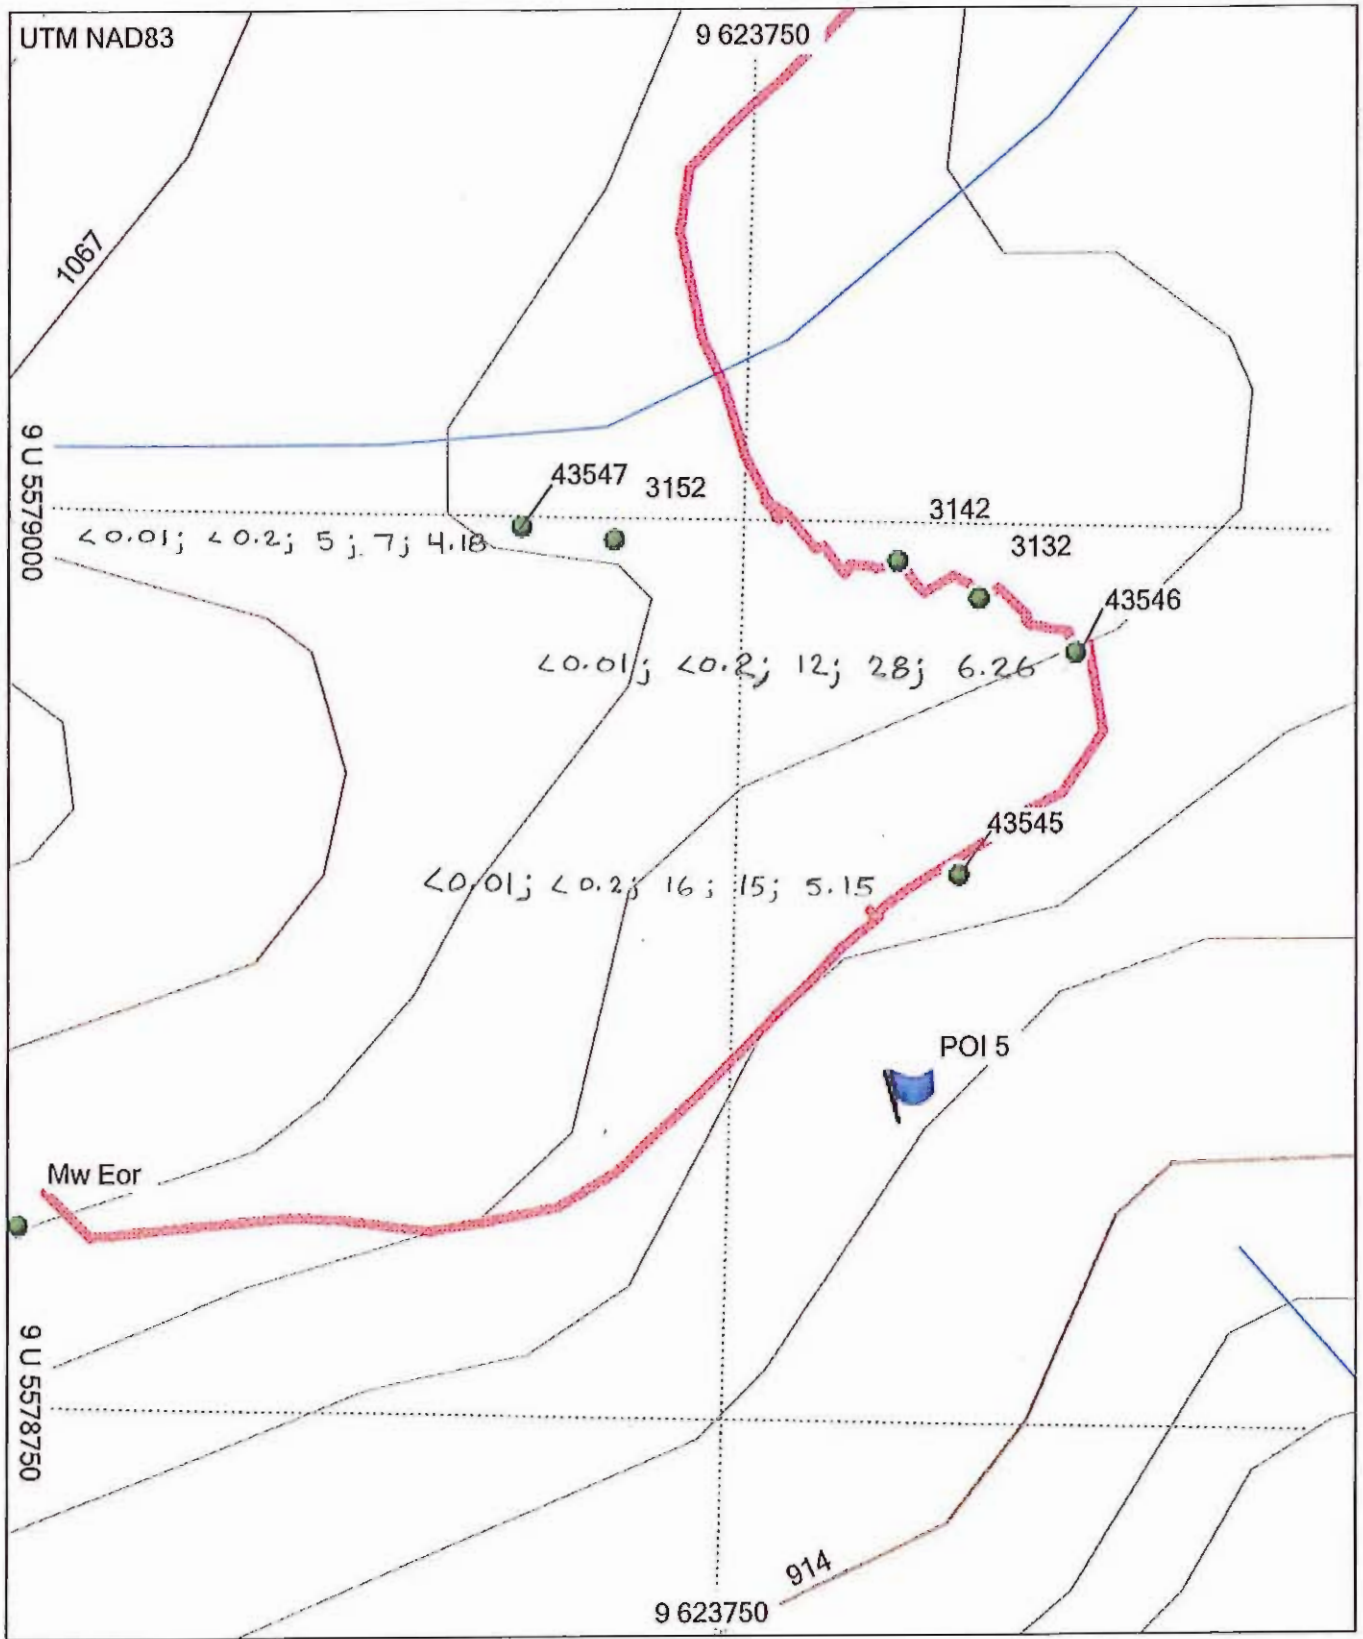 UTM NAD83
9 623750
1067
9 U 5579000
43547
3152
3142
<0.01; <0.2; 5; 7; 4.18
3132
43546
<0.01; <0.2; 12; 28; 6.26
43545
<0.01; <0.2; 16; 15; 5.15
POI 5
Mw Eor
9 U 5578750
914
9 623750